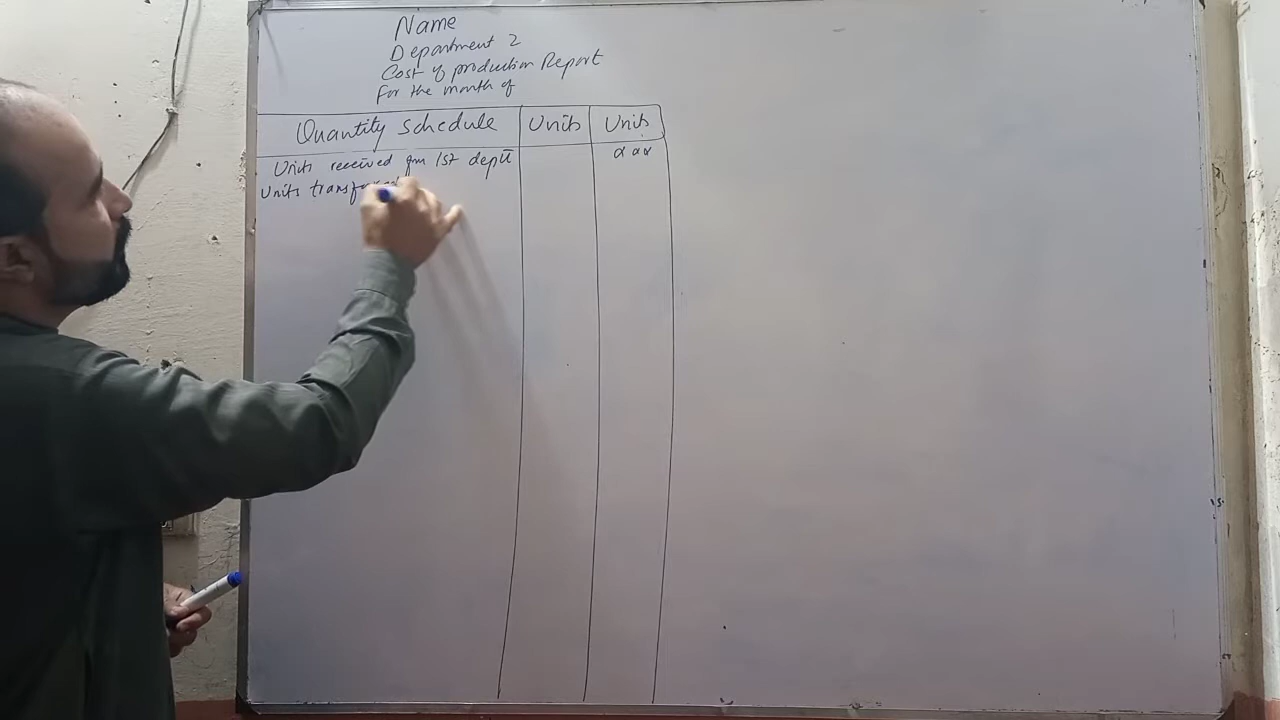 Name
Department 2
Cost of production Report
For the month of
Quantity Schedule Units Units
Units received from 1st deptt x x x
Units transferred